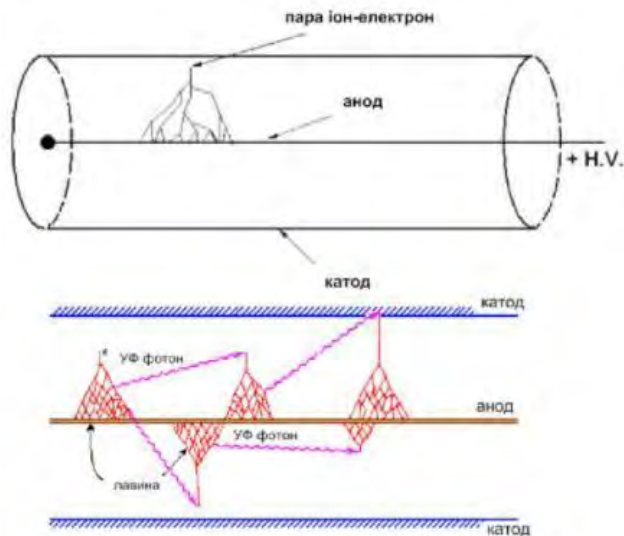 пара іон-електрон
анод
+ H.V.
катод
катод
УФ фотон
анод
УФ фотон
лавина
катод